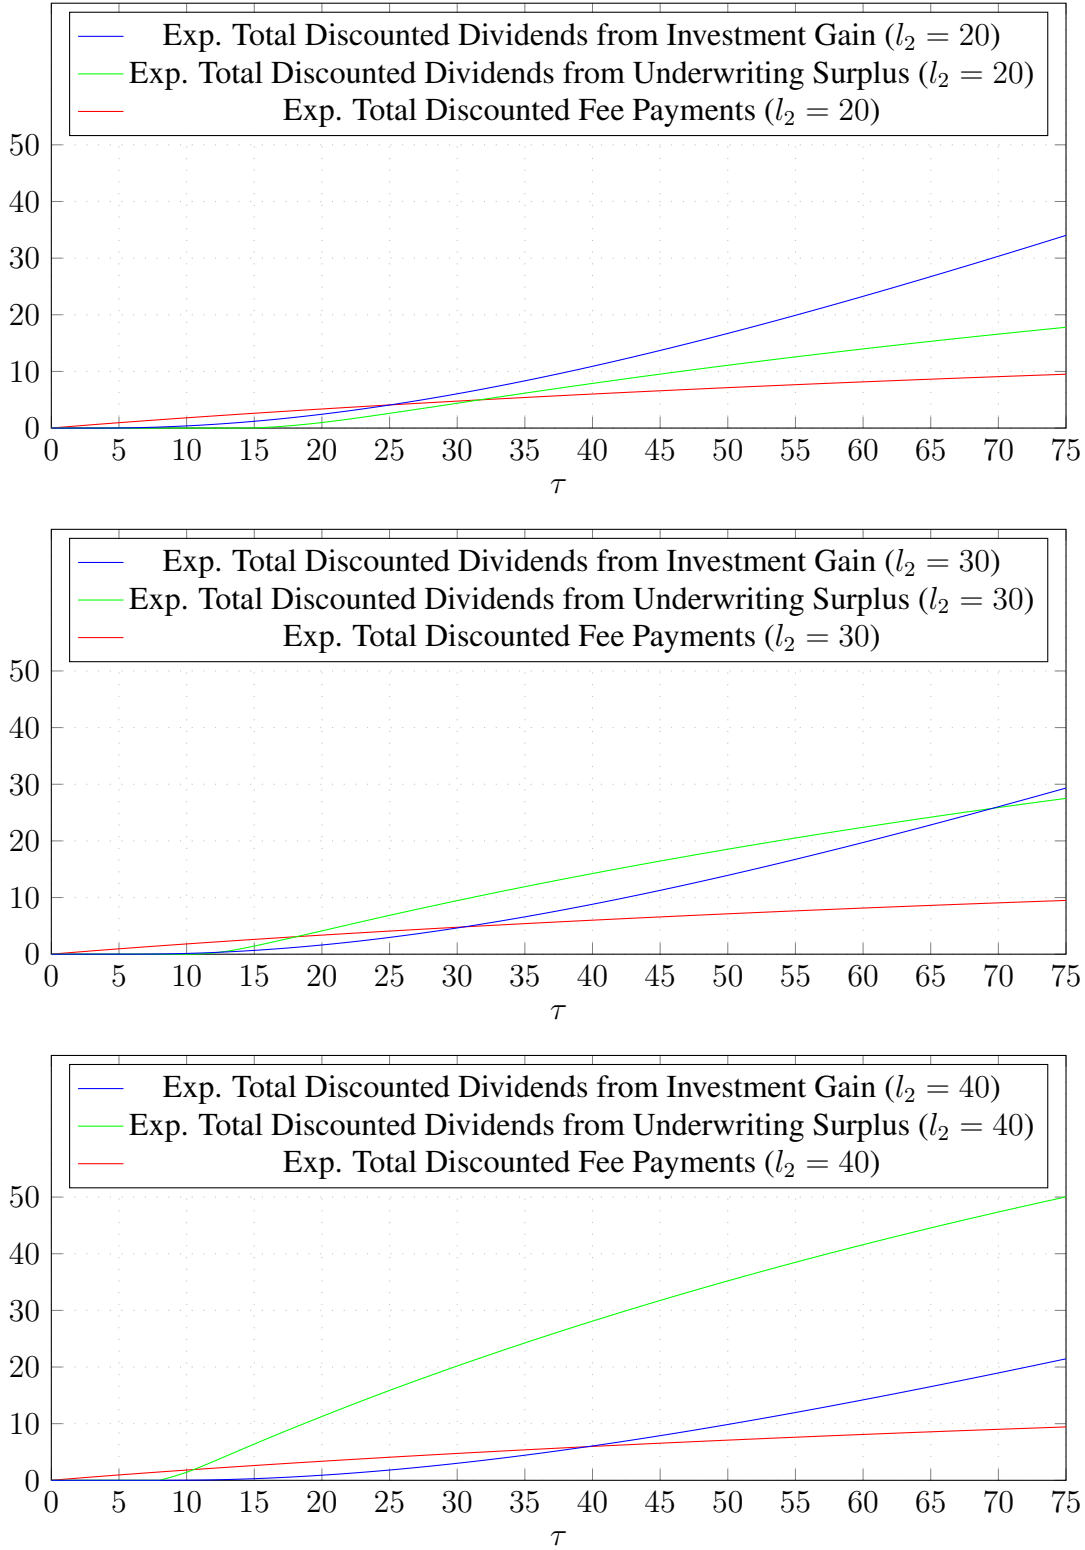 Exp. Total Discounted Dividends from Investment Gain (l₂ = 20)
Exp. Total Discounted Dividends from Underwriting Surplus (l₂ = 20)
Exp. Total Discounted Fee Payments (l₂ = 20)
50
40
30
20
10
0
0 5 10 15 20 25 30 35 40 45 50 55 60 65 70 75
τ
Exp. Total Discounted Dividends from Investment Gain (l₂ = 30)
Exp. Total Discounted Dividends from Underwriting Surplus (l₂ = 30)
Exp. Total Discounted Fee Payments (l₂ = 30)
50
40
30
20
10
0
0 5 10 15 20 25 30 35 40 45 50 55 60 65 70 75
τ
Exp. Total Discounted Dividends from Investment Gain (l₂ = 40)
Exp. Total Discounted Dividends from Underwriting Surplus (l₂ = 40)
Exp. Total Discounted Fee Payments (l₂ = 40)
50
40
30
20
10
0
0 5 10 15 20 25 30 35 40 45 50 55 60 65 70 75
τ